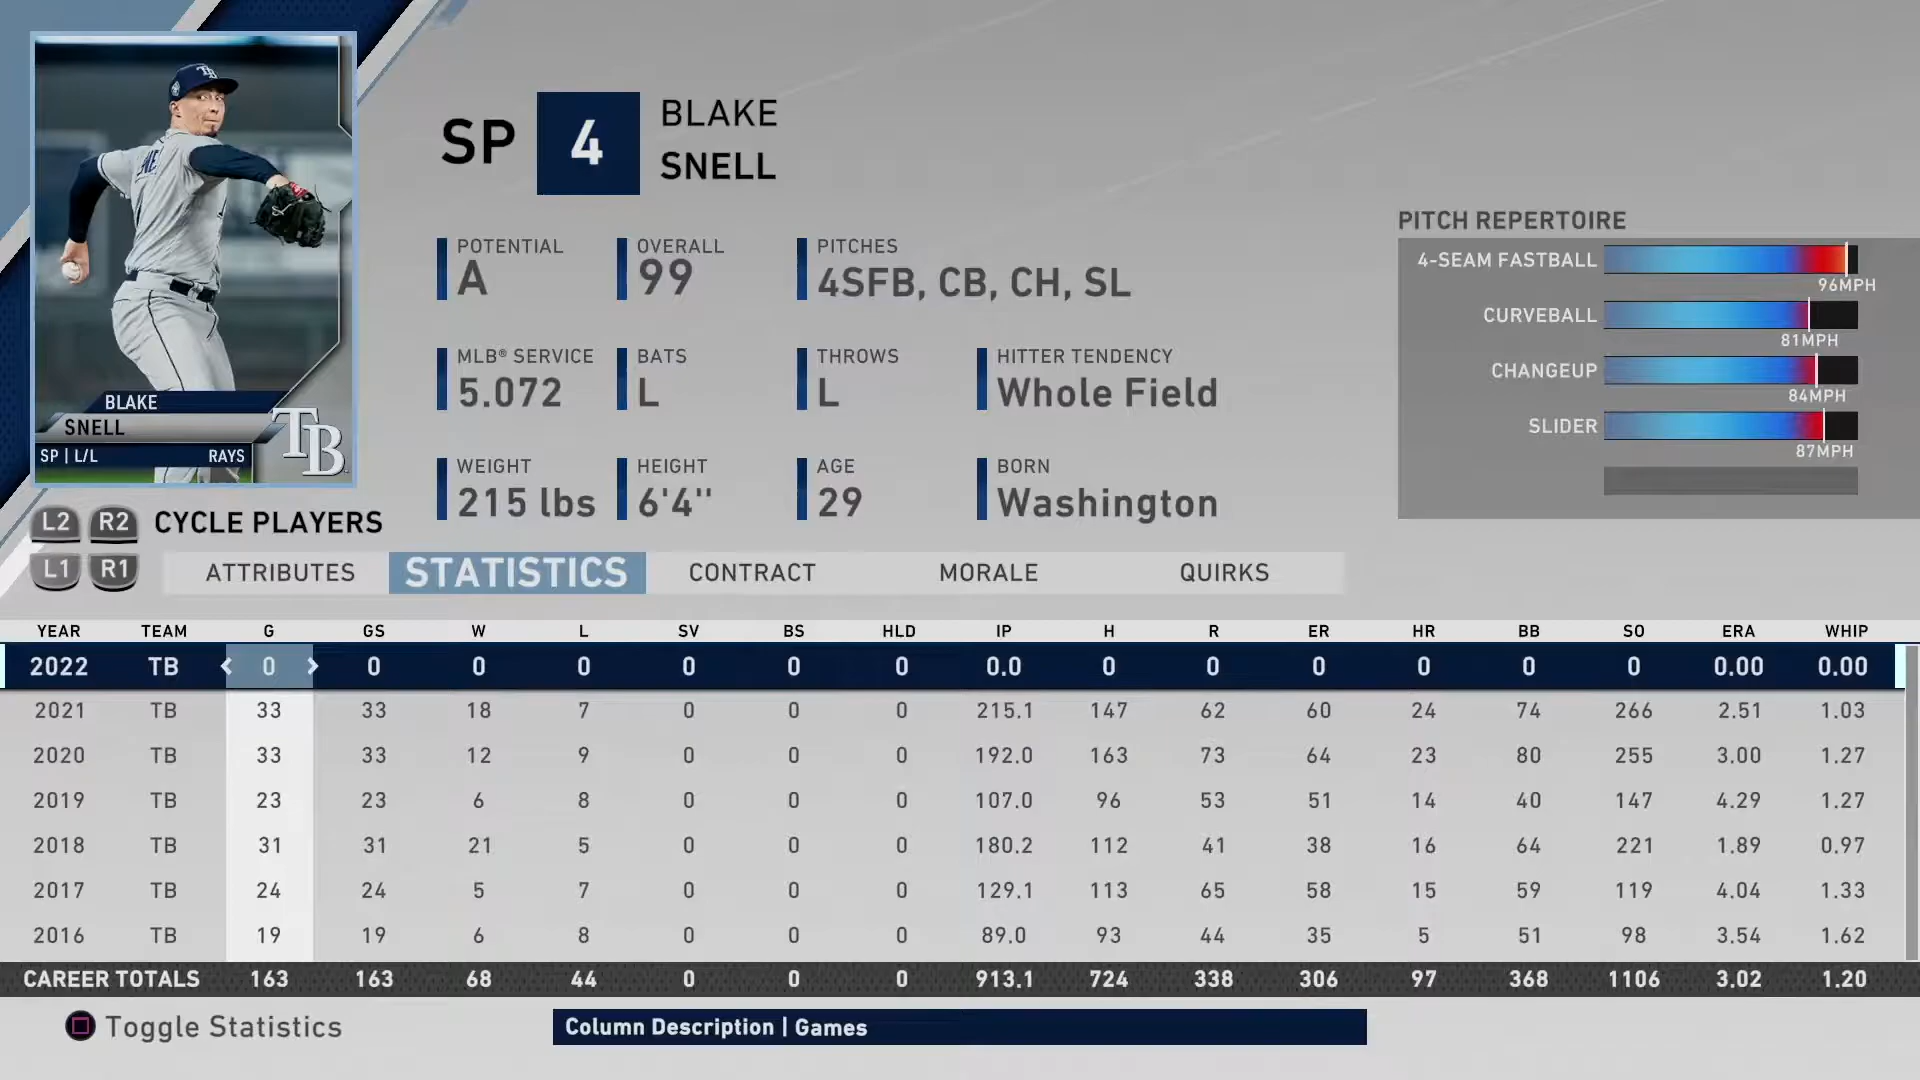 BLAKE
SNELL
SP | L/L RAYS
TB
SP 4 BLAKE
SNELL
POTENTIAL OVERALL PITCHES
A 99 4SFB, CB, CH, SL
MLB® SERVICE BATS THROWS HITTER TENDENCY
5.072 L L Whole Field
WEIGHT HEIGHT AGE BORN
215 lbs 6'4" 29 Washington
PITCH REPERTOIRE
4-SEAM FASTBALL
96MPH
CURVEBALL
81MPH
CHANGEUP
84MPH
SLIDER
87MPH
L2 R2 CYCLE PLAYERS
L1 R1 ATTRIBUTES STATISTICS CONTRACT MORALE QUIRKS
YEAR TEAM G GS W L SV BS HLD IP H R ER HR BB SO ERA WHIP
2022 TB 0 0 0 0 0 0 0 0.0 0 0 0 0 0 0 0.00 0.00
2021 TB 33 33 18 7 0 0 0 215.1 147 62 60 24 74 266 2.51 1.03
2020 TB 33 33 12 9 0 0 0 192.0 163 73 64 23 80 255 3.00 1.27
2019 TB 23 23 6 8 0 0 0 107.0 96 53 51 14 40 147 4.29 1.27
2018 TB 31 31 21 5 0 0 0 180.2 112 41 38 16 64 221 1.89 0.97
2017 TB 24 24 5 7 0 0 0 129.1 113 65 58 15 59 119 4.04 1.33
2016 TB 19 19 6 8 0 0 0 89.0 93 44 35 5 51 98 3.54 1.62
CAREER TOTALS 163 163 68 44 0 0 0 913.1 724 338 306 97 368 1106 3.02 1.20
Toggle Statistics
Column Description | Games